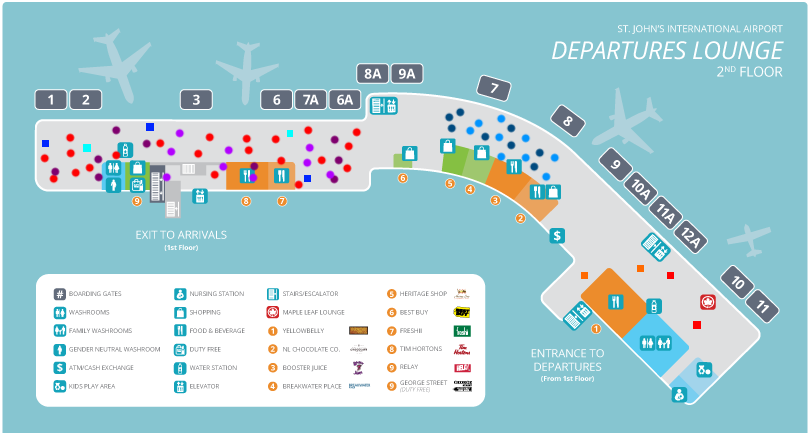 ST. JOHN'S INTERNATIONAL AIRPORT
DEPARTURES LOUNGE
2ND FLOOR
8A 9A
7
1 2 3 6 7A 6A
8
9
10A
11A
12A
10
11
6 5 4
3
2
9 8 7
$
EXIT TO ARRIVALS
(1st Floor)
1
ENTRANCE TO
DEPARTURES
(From 1st Floor)
# BOARDING GATES
WASHROOMS
FAMILY WASHROOMS
GENDER NEUTRAL WASHROOM
$ ATM/CASH EXCHANGE
KIDS PLAY AREA
NURSING STATION
SHOPPING
FOOD & BEVERAGE
DUTY FREE
WATER STATION
ELEVATOR
STAIRS/ESCALATOR
MAPLE LEAF LOUNGE
1 YELLOWBELLY
2 NL CHOCOLATE CO.
3 BOOSTER JUICE
4 BREAKWATER PLACE
5 HERITAGE SHOP
6 BEST BUY
7 FRESHII
8 TIM HORTONS
9 RELAY
9 GEORGE STREET
(DUTY FREE)